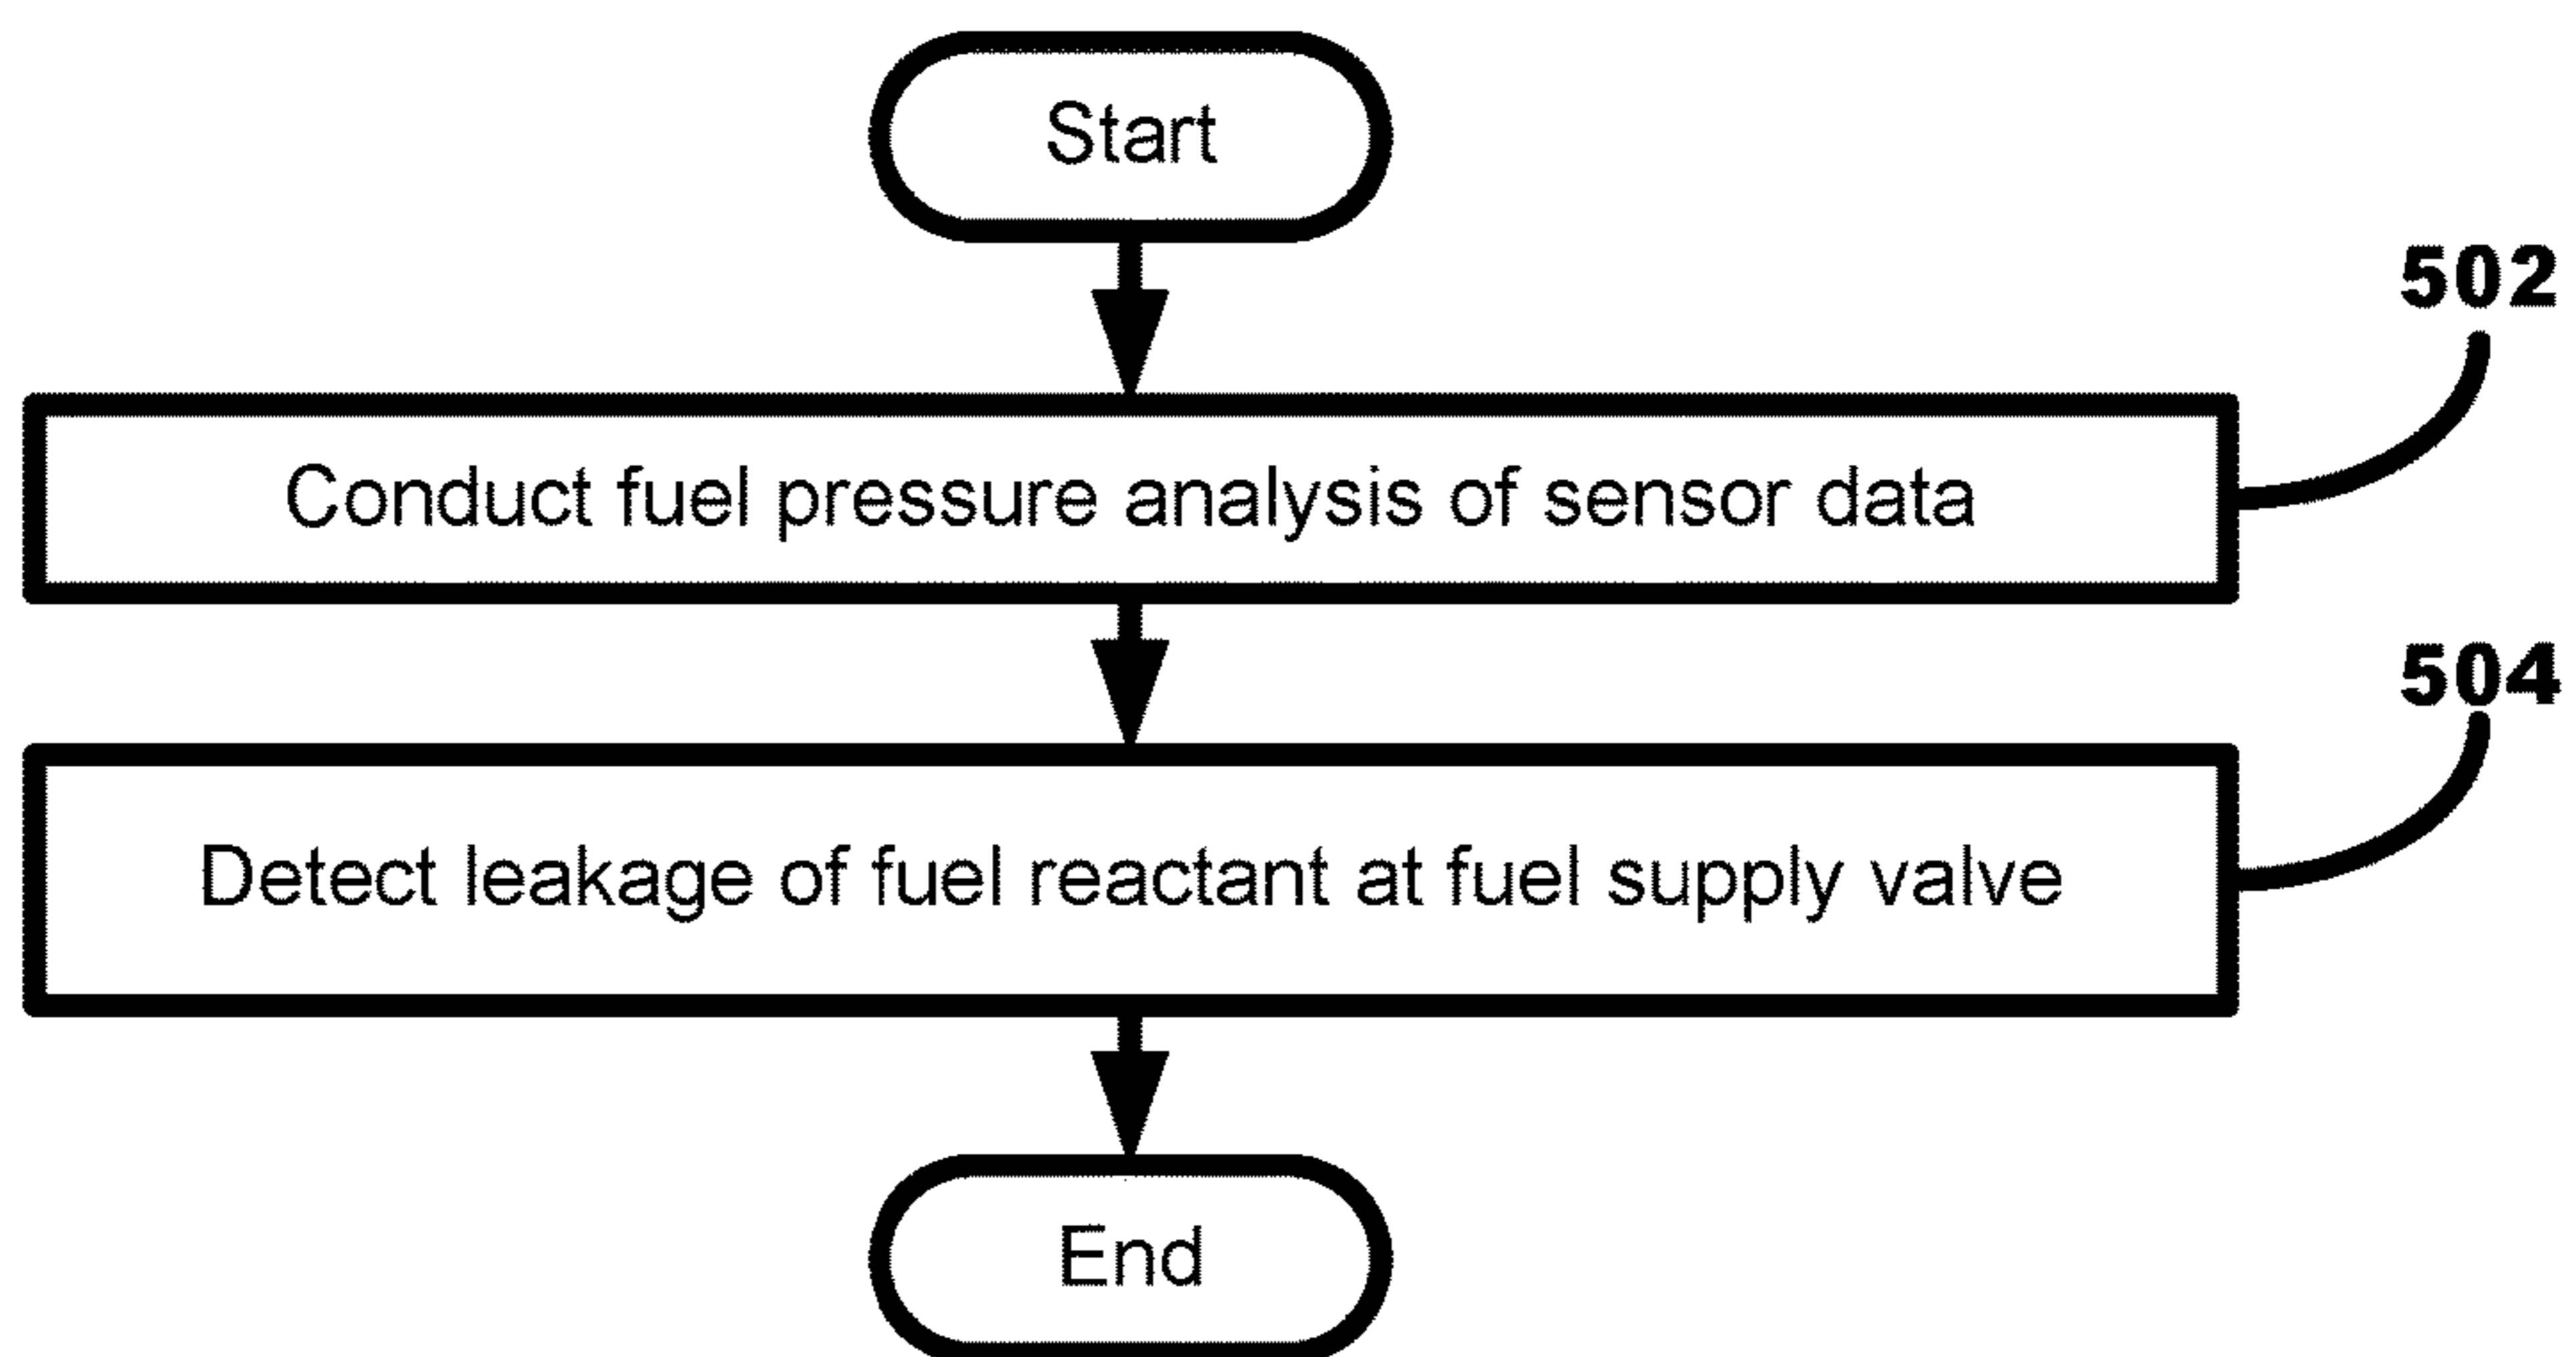 Start
502
Conduct fuel pressure analysis of sensor data
504
Detect leakage of fuel reactant at fuel supply valve
End